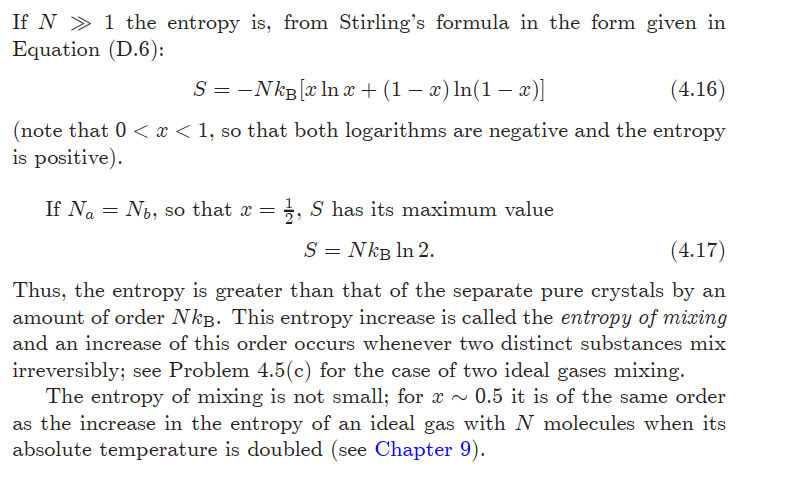 If N ≫ 1 the entropy is, from Stirling's formula in the form given in
Equation (D.6):
S = −Nk_B[x ln x + (1 − x) ln(1 − x)] (4.16)
(note that 0 < x < 1, so that both logarithms are negative and the entropy
is positive).
If N_a = N_b, so that x = 1/2, S has its maximum value
S = Nk_B ln 2. (4.17)
Thus, the entropy is greater than that of the separate pure crystals by an
amount of order Nk_B. This entropy increase is called the entropy of mixing
and an increase of this order occurs whenever two distinct substances mix
irreversibly; see Problem 4.5(c) for the case of two ideal gases mixing.
The entropy of mixing is not small; for x ∼ 0.5 it is of the same order
as the increase in the entropy of an ideal gas with N molecules when its
absolute temperature is doubled (see Chapter 9).